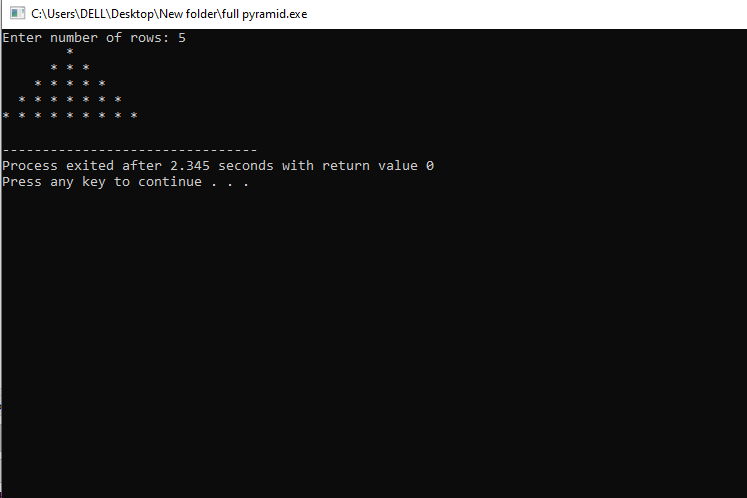 C:\Users\DELL\Desktop\New folder\full pyramid.exe
Enter number of rows: 5
        *
      * * *
    * * * * *
  * * * * * * *
* * * * * * * * *
--------------------------------
Process exited after 2.345 seconds with return value 0
Press any key to continue . . .